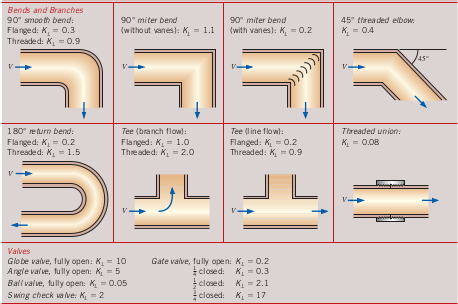 Bends and Branches
90° smooth bend:
Flanged: K_L = 0.3
Threaded: K_L = 0.9
V
90° miter bend
(without vanes): K_L = 1.1
V
90° miter bend
(with vanes): K_L = 0.2
V
45° threaded elbow:
K_L = 0.4
V
45°
180° return bend:
Flanged: K_L = 0.2
Threaded: K_L = 1.5
V
Tee (branch flow):
Flanged: K_L = 1.0
Threaded: K_L = 2.0
V
Tee (line flow):
Flanged: K_L = 0.2
Threaded: K_L = 0.9
V
Threaded union:
K_L = 0.08
V
Valves
Globe valve, fully open: K_L = 10
Angle valve, fully open: K_L = 5
Ball valve, fully open: K_L = 0.05
Swing check valve: K_L = 2
Gate valve, fully open: K_L = 0.2
1/4 closed: K_L = 0.3
1/2 closed: K_L = 2.1
3/4 closed: K_L = 17